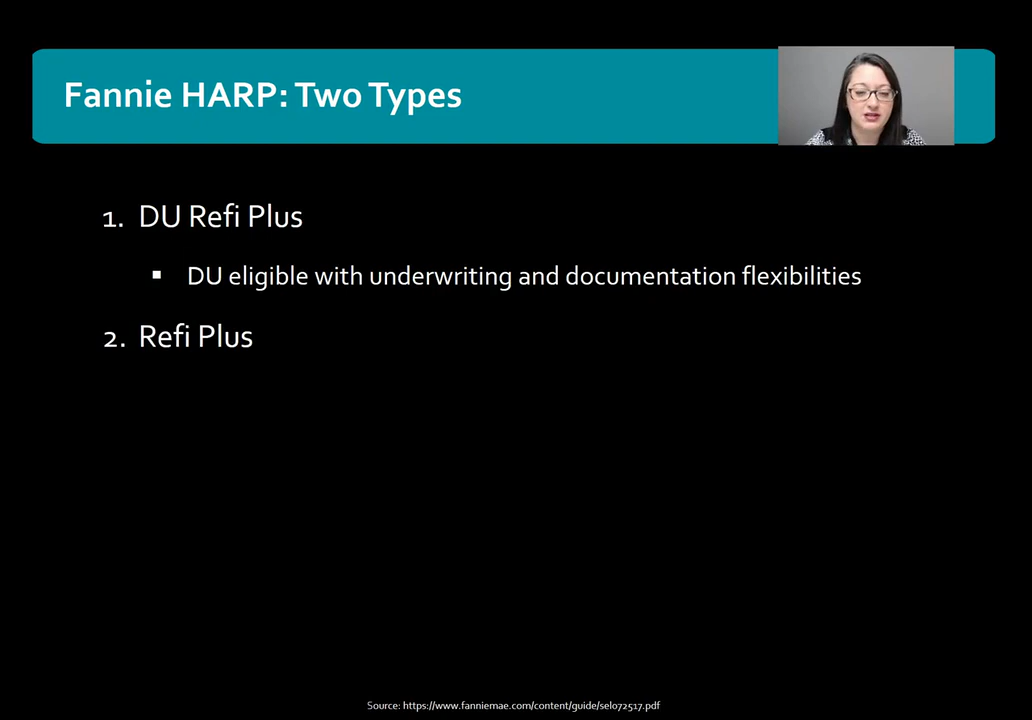 Fannie HARP: Two Types
1. DU Refi Plus
▪ DU eligible with underwriting and documentation flexibilities
2. Refi Plus
Source: https://www.fanniemae.com/content/guide/sel072517.pdf